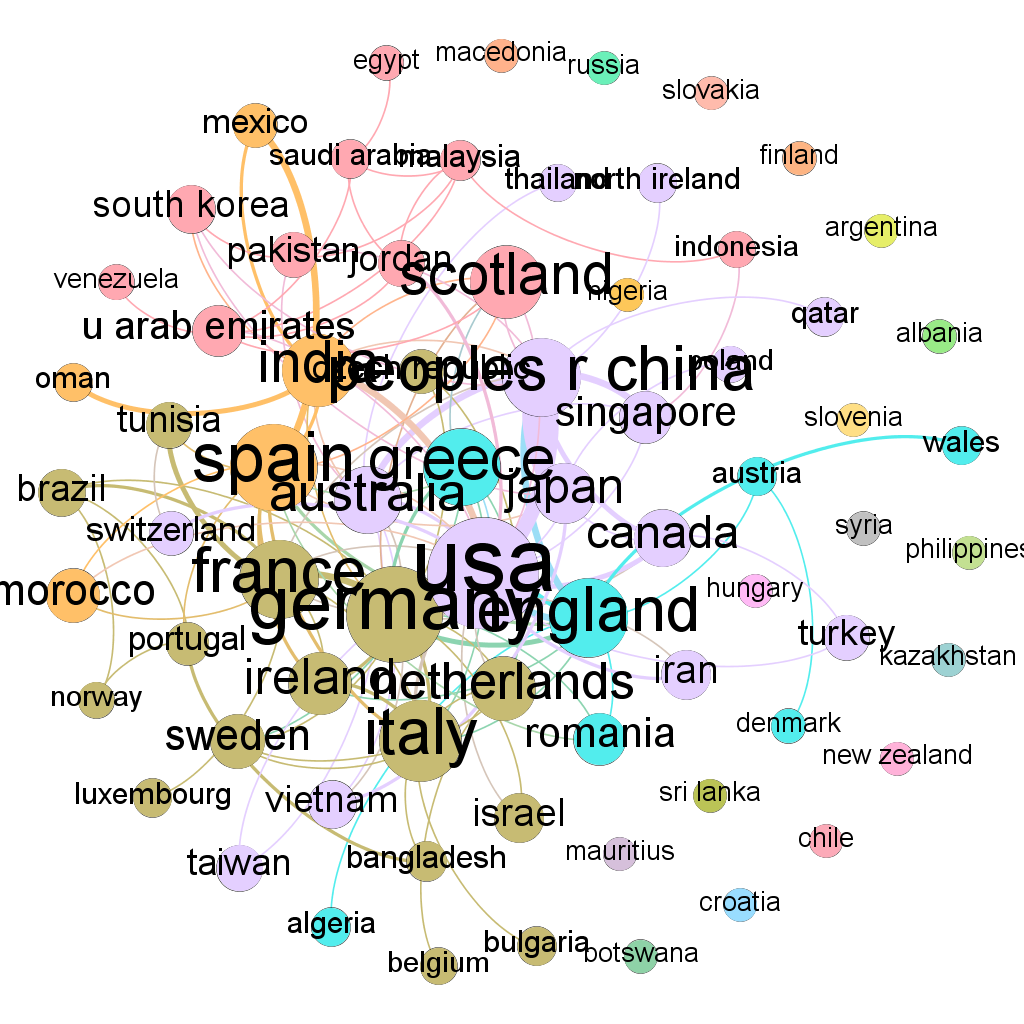 egypt
macedonia
russia
slovakia
mexico
saudi arabia
malaysia
finland
thailand
north ireland
south korea
argentina
pakistan
jordan
indonesia
venezuela
scotland
nigeria
u arab emirates
qatar
albania
india
czech republic
peoples r china
poland
oman
tunisia
singapore
slovenia
wales
spain
greece
austria
brazil
australia
japan
switzerland
canada
syria
philippines
france
usa
morocco
germany
england
hungary
portugal
turkey
kazakhstan
ireland
netherlands
iran
norway
sweden
italy
romania
denmark
new zealand
luxembourg
vietnam
israel
sri lanka
taiwan
bangladesh
mauritius
chile
algeria
croatia
belgium
bulgaria
botswana